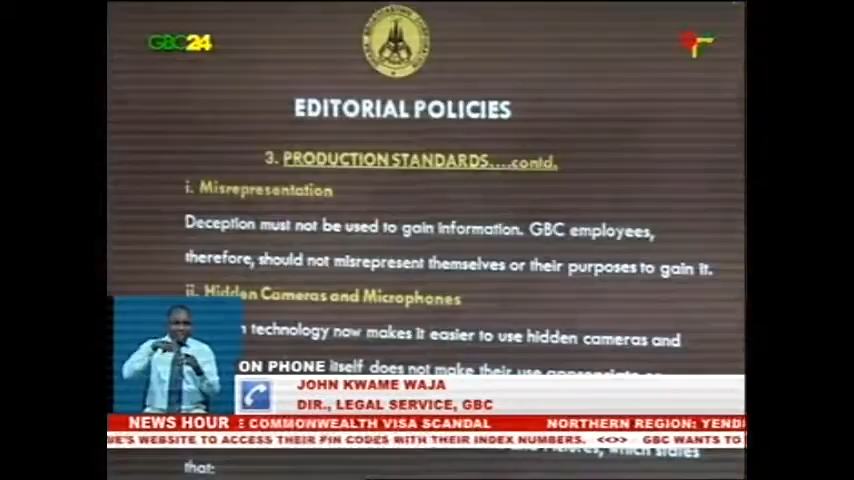 GBC24
EDITORIAL POLICIES
3. PRODUCTION STANDARDS....contd.
i. Misrepresentation
Deception must not be used to gain information. GBC employees,
therefore, should not misrepresent themselves or their purposes to gain it.
ii. Hidden Cameras and Microphones
technology now makes it easier to use hidden cameras and
itself does not make their use appropriate
ON PHONE
JOHN KWAME WAJA
DIR., LEGAL SERVICE, GBC
NEWS HOUR
E COMMONWEALTH VISA SCANDAL NORTHERN REGION: YENDI
UE'S WEBSITE TO ACCESS THEIR PIN CODES WITH THEIR INDEX NUMBERS. <<>> GBC WANTS TO
which states
that: